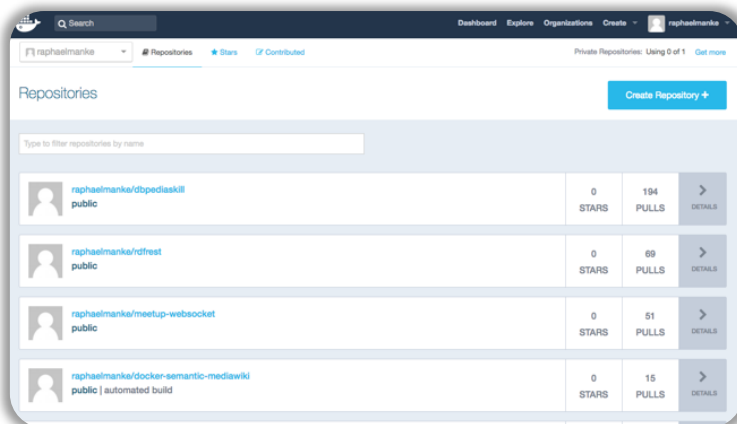 Search Dashboard Explore Organizations Create raphaelmanke
raphaelmanke Repositories Stars Contributed Private Repositories: Using 0 of 1 Get more
Repositories Create Repository +
Type to filter repositories by name
raphaelmanke/dbpediaskill
public
0 194
STARS PULLS DETAILS
raphaelmanke/rdfrest
public
0 69
STARS PULLS DETAILS
raphaelmanke/meetup-websocket
public
0 51
STARS PULLS DETAILS
raphaelmanke/docker-semantic-mediawiki
public | automated build
0 15
STARS PULLS DETAILS